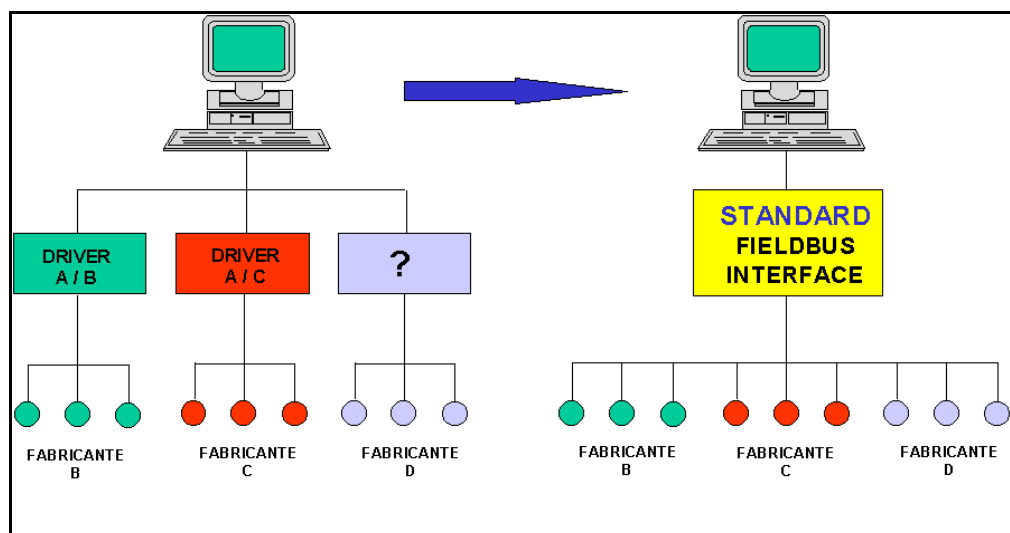 DRIVER
A / B
DRIVER
A / C
?
STANDARD
FIELDBUS
INTERFACE
FABRICANTE
B
FABRICANTE
C
FABRICANTE
D
FABRICANTE
B
FABRICANTE
C
FABRICANTE
D